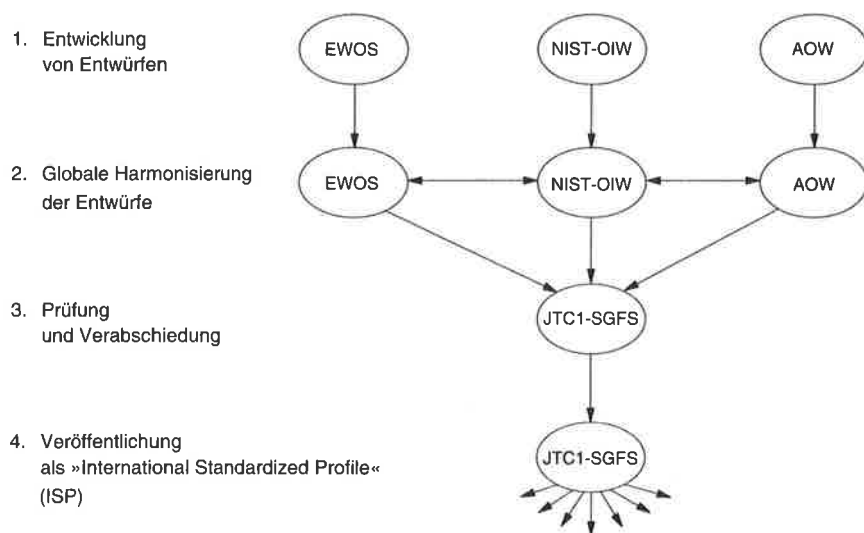 1. Entwicklung
von Entwürfen
EWOS
NIST-OIW
AOW
2. Globale Harmonisierung
der Entwürfe
EWOS
NIST-OIW
AOW
3. Prüfung
und Verabschiedung
JTC1-SGFS
4. Veröffentlichung
als »International Standardized Profile«
(ISP)
JTC1-SGFS